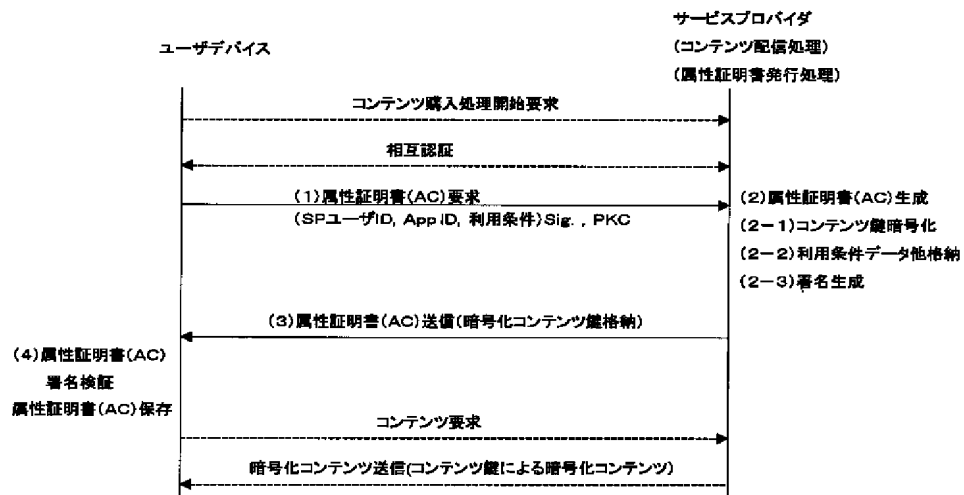 サービスプロバイダ
ユーザデバイス
(コンテンツ配信処理)
(属性証明書発行処理)
コンテンツ購入処理開始要求
相互認証
(1)属性証明書(AC)要求
(SPユーザID, App ID, 利用条件)Sig. , PKC
(2)属性証明書(AC)生成
(2-1)コンテンツ鍵暗号化
(2-2)利用条件データ他格納
(2-3)署名生成
(3)属性証明書(AC)送信(暗号化コンテンツ鍵格納)
(4)属性証明書(AC)
署名検証
属性証明書(AC)保存
コンテンツ要求
暗号化コンテンツ送信(コンテンツ鍵による暗号化コンテンツ)